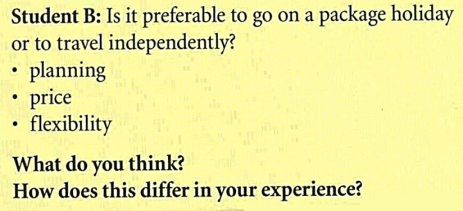 Student B: Is it preferable to go on a package holiday
or to travel independently?
• planning
• price
• flexibility
What do you think?
How does this differ in your experience?